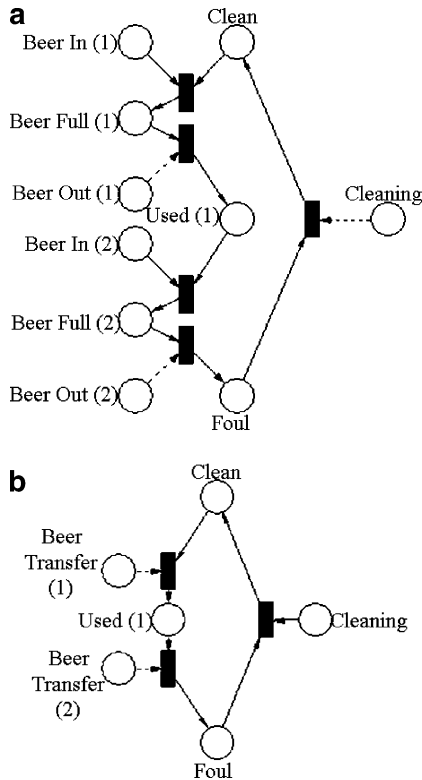 a
Clean
Beer In (1)
Beer Full (1)
Beer Out (1)
Cleaning
Used (1)
Beer In (2)
Beer Full (2)
Beer Out (2)
Foul
b
Clean
Beer
Transfer
(1)
Used (1)
Cleaning
Beer
Transfer
(2)
Foul